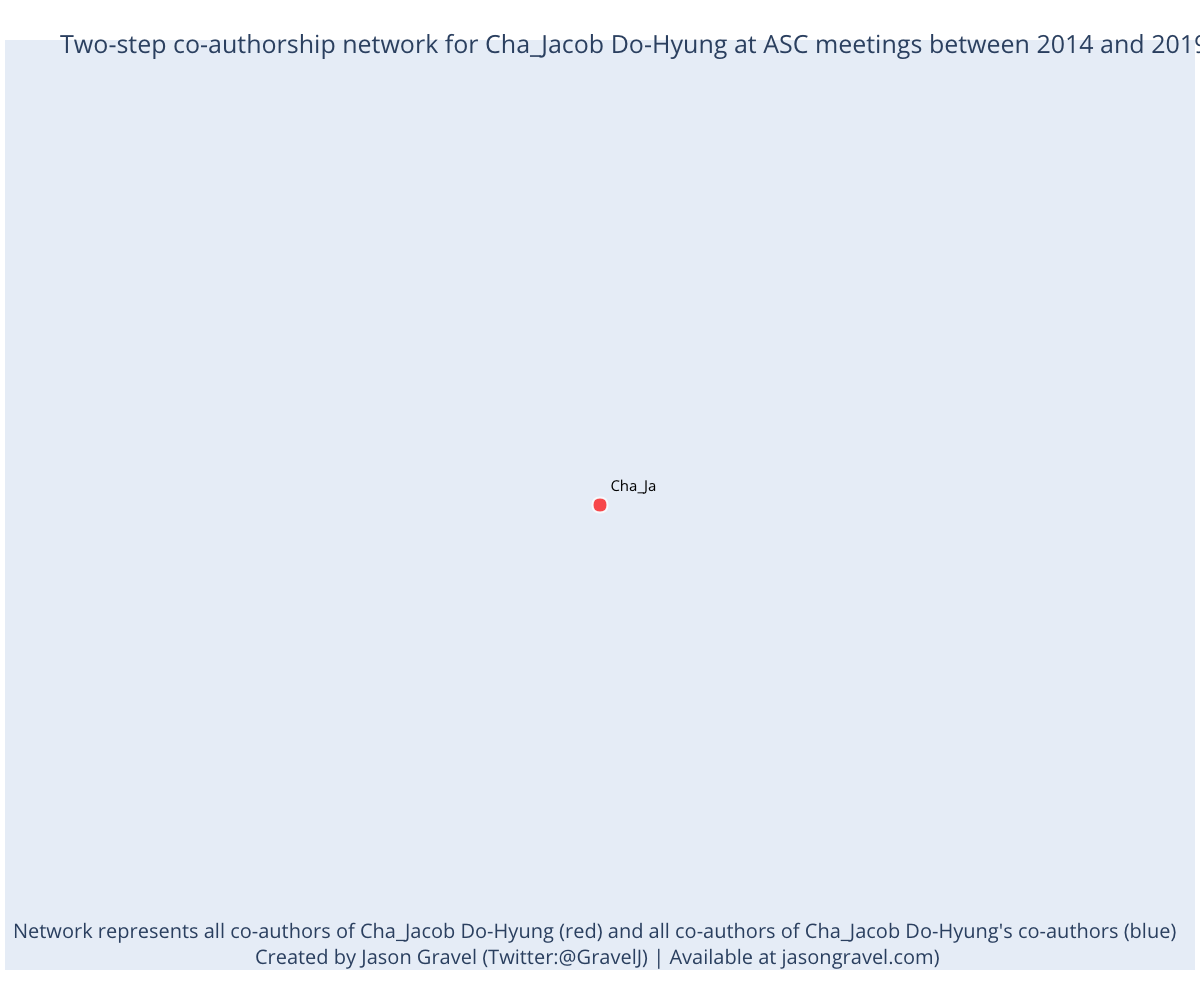 Two-step co-authorship network for Cha_Jacob Do-Hyung at ASC meetings between 2014 and 2019
Cha_Ja
Network represents all co-authors of Cha_Jacob Do-Hyung (red) and all co-authors of Cha_Jacob Do-Hyung's co-authors (blue)
Created by Jason Gravel (Twitter:@GravelJ) | Available at jasongravel.com)